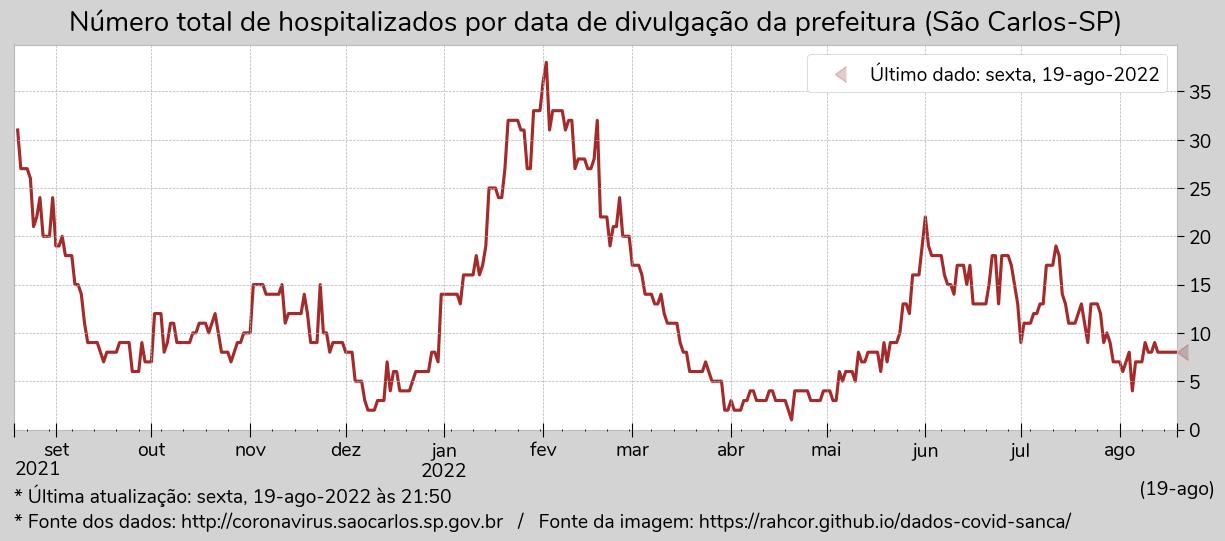 Número total de hospitalizados por data de divulgação da prefeitura (São Carlos-SP)
Último dado: sexta, 19-ago-2022
35
30
25
20
15
10
5
0
set out nov dez jan fev mar abr mai jun jul ago
2021 2022
(19-ago)
* Última atualização: sexta, 19-ago-2022 às 21:50
* Fonte dos dados: http://coronavirus.saocarlos.sp.gov.br / Fonte da imagem: https://rahcor.github.io/dados-covid-sanca/